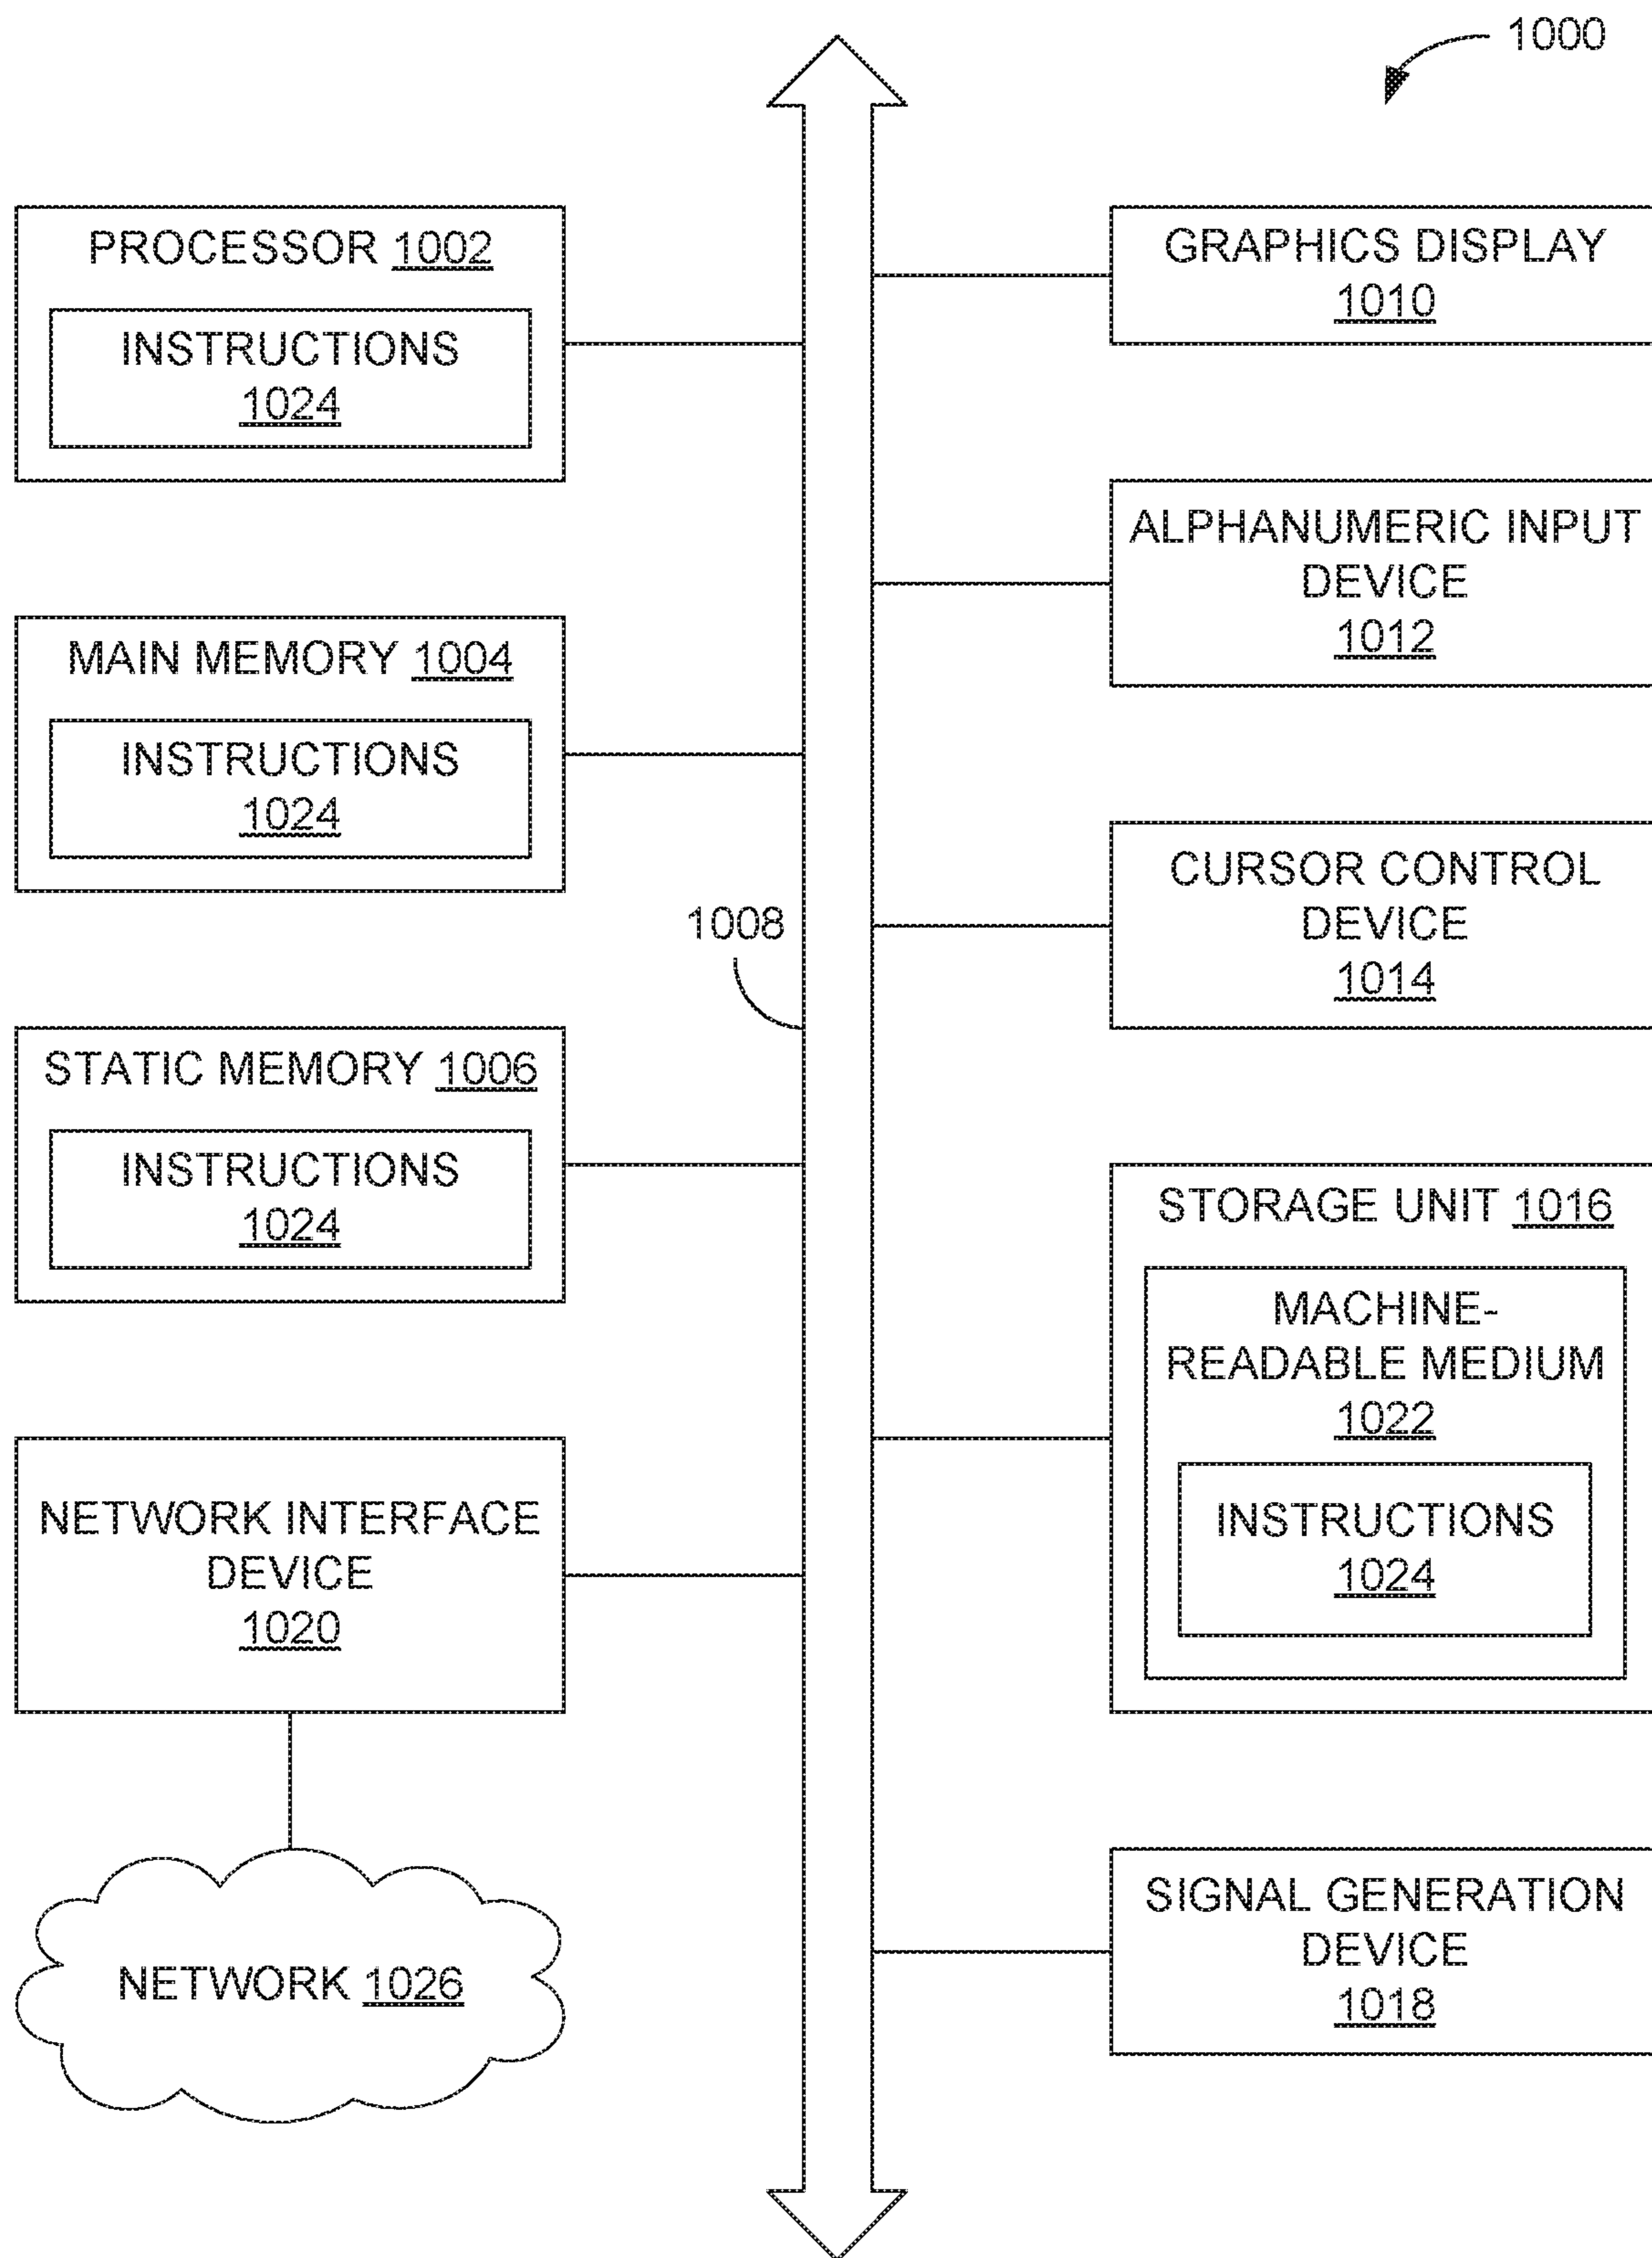 1000
PROCESSOR 1002
INSTRUCTIONS
1024
MAIN MEMORY 1004
INSTRUCTIONS
1024
1008
STATIC MEMORY 1006
INSTRUCTIONS
1024
NETWORK INTERFACE
DEVICE
1020
NETWORK 1026
GRAPHICS DISPLAY
1010
ALPHANUMERIC INPUT
DEVICE
1012
CURSOR CONTROL
DEVICE
1014
STORAGE UNIT 1016
MACHINE-
READABLE MEDIUM
1022
INSTRUCTIONS
1024
SIGNAL GENERATION
DEVICE
1018